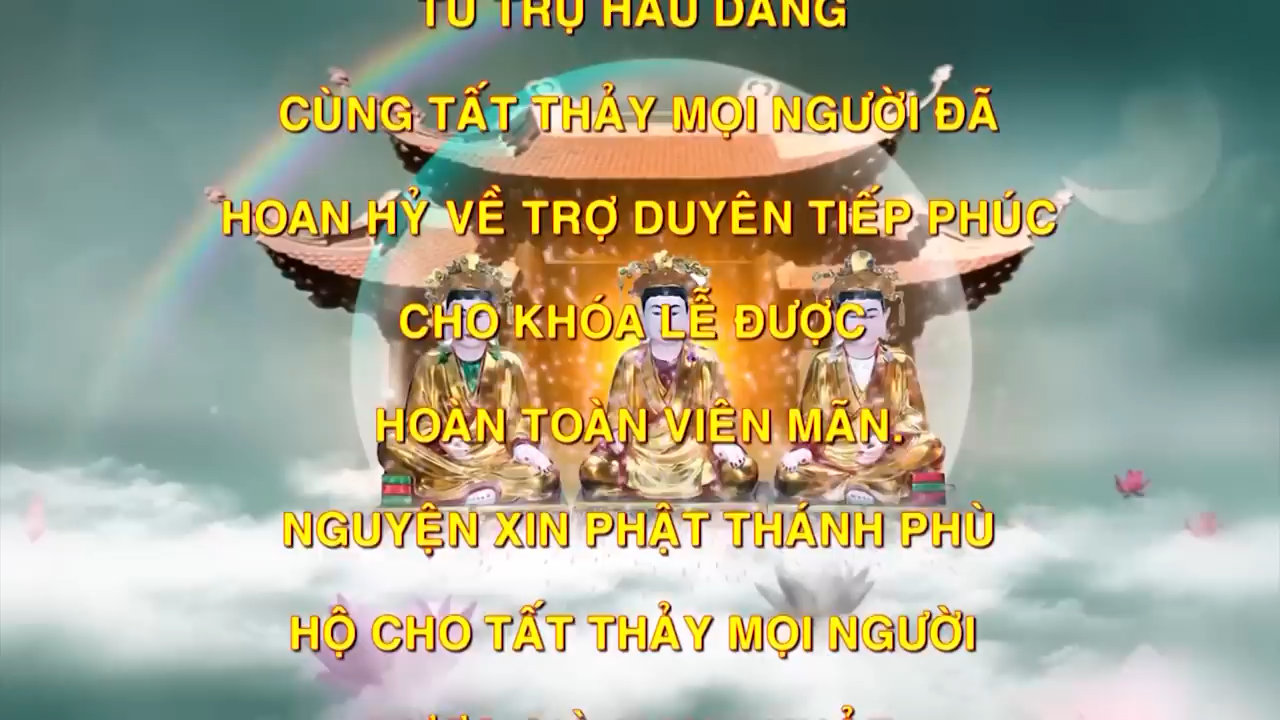 TỨ TRỤ HẦU DÂNG
CÙNG TẤT THẢY MỌI NGƯỜI ĐÃ
HOAN HỶ VỀ TRỢ DUYÊN TIẾP PHÚC
CHO KHÓA LỄ ĐƯỢC
HOÀN TOÀN VIÊN MÃN.
NGUYỆN XIN PHẬT THÁNH PHÙ
HỘ CHO TẤT THẢY MỌI NGƯỜI